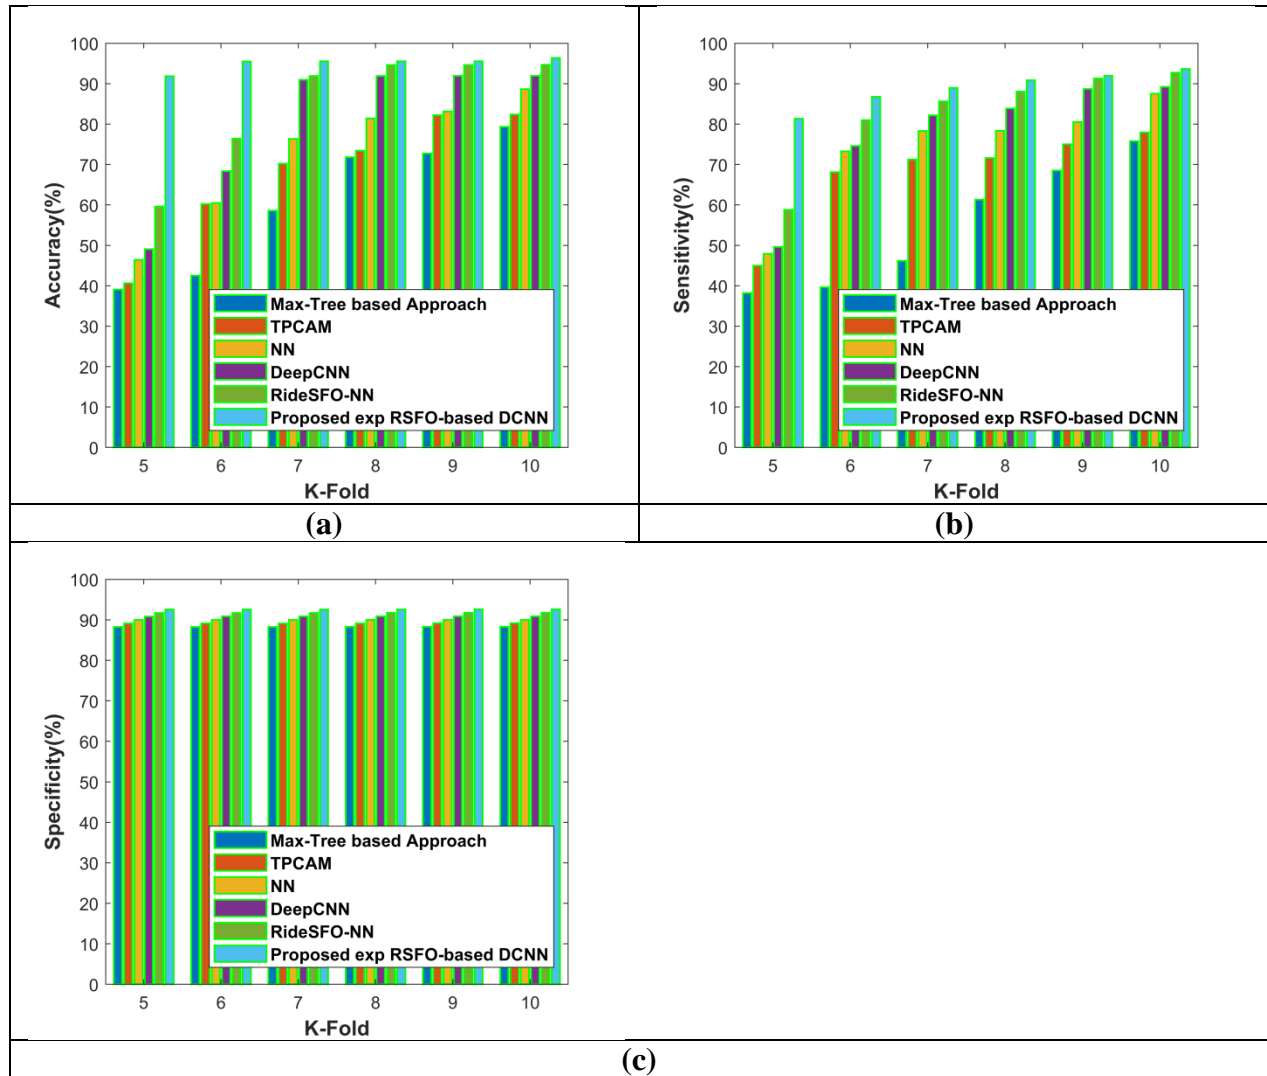 100
90
80
70
60
50
40
30
20
10
0
Accuracy(%)
Max-Tree based Approach
TPCAM
NN
DeepCNN
RideSFO-NN
Proposed exp RSFO-based DCNN
5 6 7 8 9 10
K-Fold
(a)
100
90
80
70
60
50
40
30
20
10
0
Sensitivity(%)
Max-Tree based Approach
TPCAM
NN
DeepCNN
RideSFO-NN
Proposed exp RSFO-based DCNN
5 6 7 8 9 10
K-Fold
(b)
100
90
80
70
60
50
40
30
20
10
0
Specificity(%)
Max-Tree based Approach
TPCAM
NN
DeepCNN
RideSFO-NN
Proposed exp RSFO-based DCNN
5 6 7 8 9 10
K-Fold
(c)